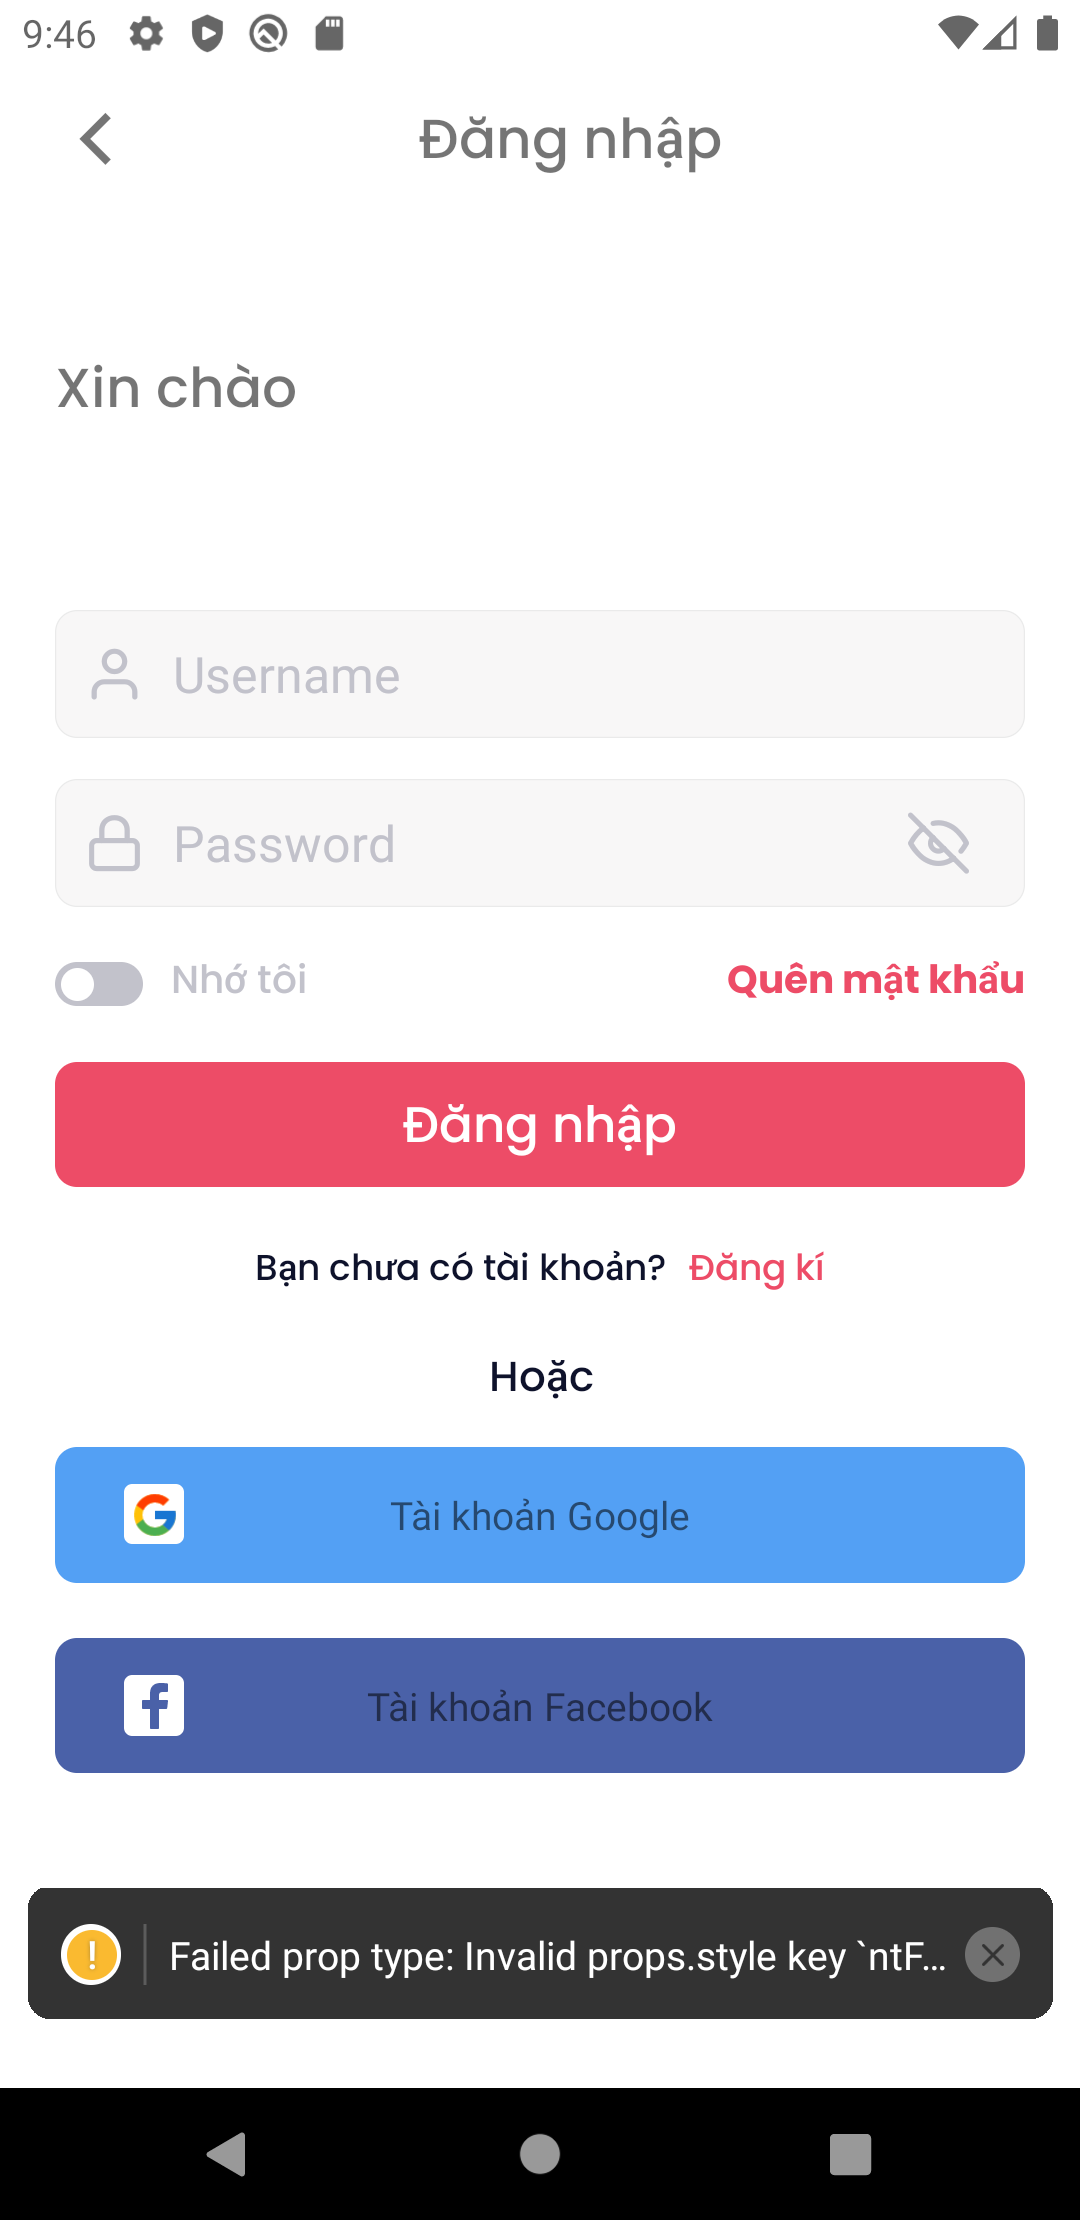 9:46
Đăng nhập
Xin chào
Username
Password
Nhớ tôi
Quên mật khẩu
Đăng nhập
Bạn chưa có tài khoản? Đăng kí
Hoặc
Tài khoản Google
Tài khoản Facebook
Failed prop type: Invalid props.style key `ntF...